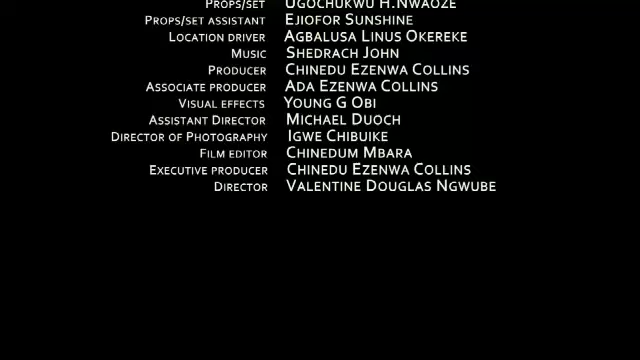 Props/set Ugochukwu H.Nwaoze
Props/set assistant Ejiofor Sunshine
Location driver Agbalusa Linus Okereke
Music Shedrach John
Producer Chinedu Ezenwa Collins
Associate producer Ada Ezenwa Collins
Visual effects Young G Obi
Assistant Director Michael Duoch
Director of Photography Igwe Chibuike
Film editor Chinedum Mbara
Executive producer Chinedu Ezenwa Collins
Director Valentine Douglas Ngwube